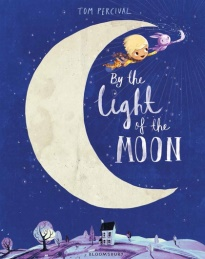 TOM PERCIVAL
By the
light
of the
MOON
BLOOMSBURY